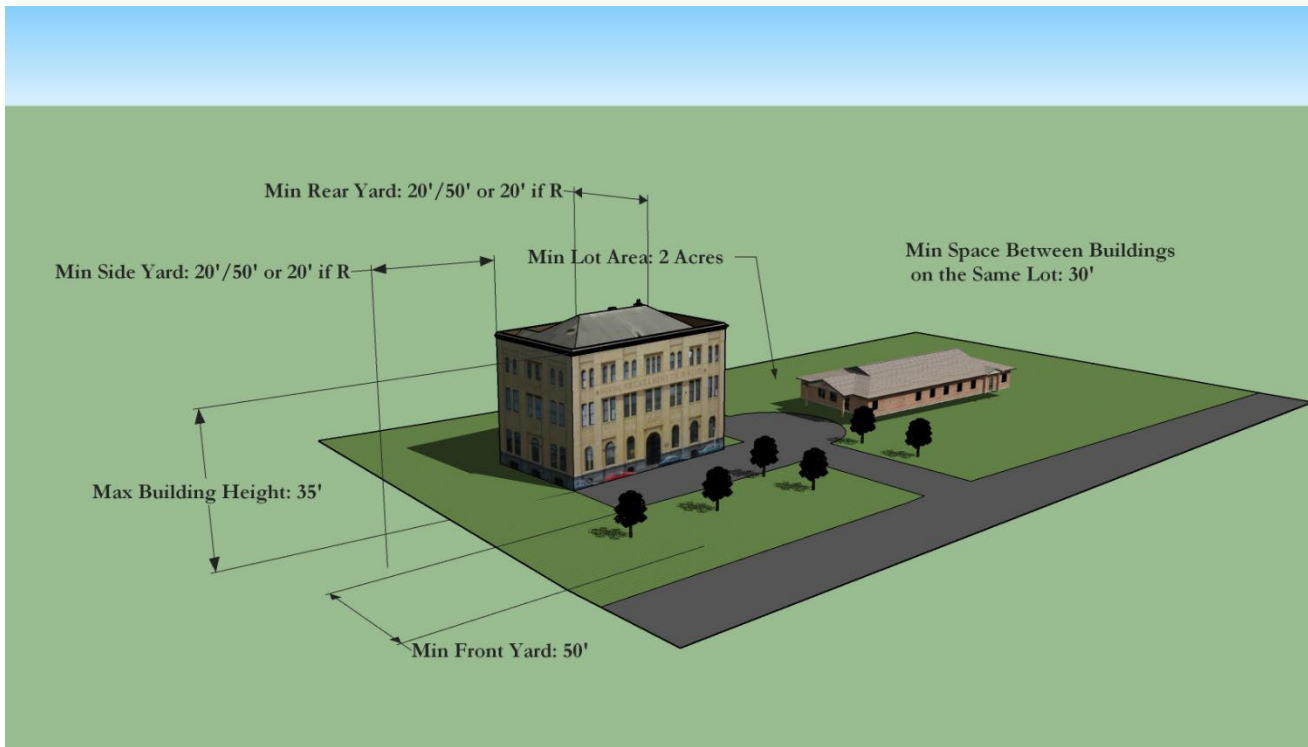 Min Rear Yard: 20'/50' or 20' if R
Min Side Yard: 20'/50' or 20' if R
Min Lot Area: 2 Acres
Min Space Between Buildings
on the Same Lot: 30'
Max Building Height: 35'
Min Front Yard: 50'